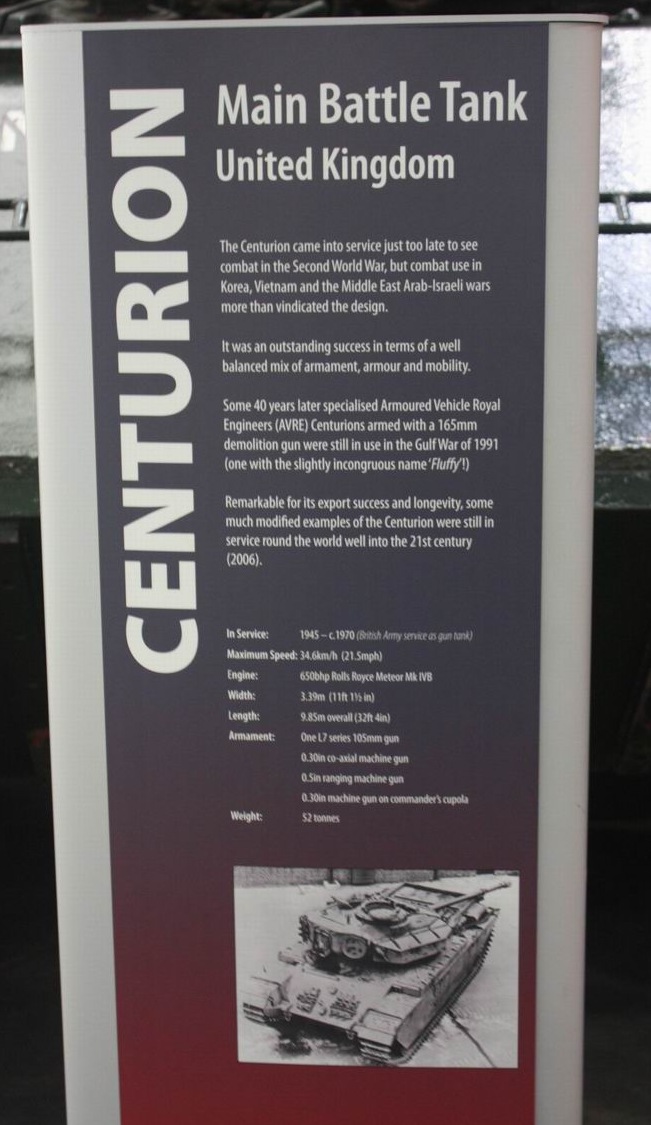 CENTURION
Main Battle Tank
United Kingdom
The Centurion came into service just too late to see
combat in the Second World War, but combat use in
Korea, Vietnam and the Middle East Arab-Israeli wars
more than vindicated the design.
It was an outstanding success in terms of a well
balanced mix of armament, armour and mobility.
Some 40 years later specialised Armoured Vehicle Royal
Engineers (AVRE) Centurions armed with a 165mm
demolition gun were still in use in the Gulf War of 1991
(one with the slightly incongruous name 'Fluffy'!)
Remarkable for its export success and longevity, some
much modified examples of the Centurion were still in
service round the world well into the 21st century
(2006).
In Service: 1945 – c.1970 (British Army service as gun tank)
Maximum Speed: 34.6km/h (21.5mph)
Engine: 650bhp Rolls Royce Meteor Mk IVB
Width: 3.39m (11ft 1½ in)
Length: 9.85m overall (32ft 4in)
Armament: One L7 series 105mm gun
0.30in co-axial machine gun
0.5in ranging machine gun
0.30in machine gun on commander's cupola
Weight: 52 tonnes